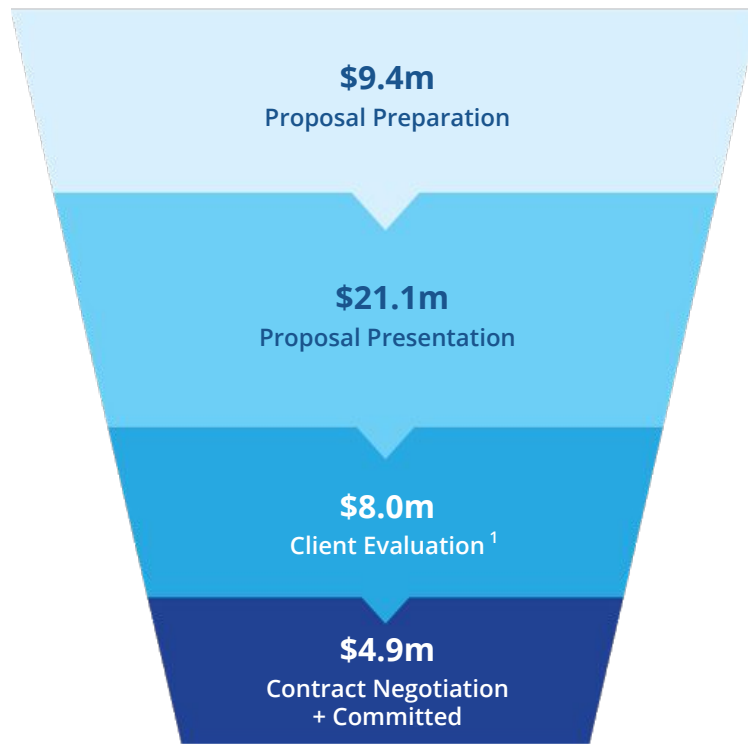 $9.4m
Proposal Preparation
$21.1m
Proposal Presentation
$8.0m
Client Evaluation 1
$4.9m
Contract Negotiation
+ Committed